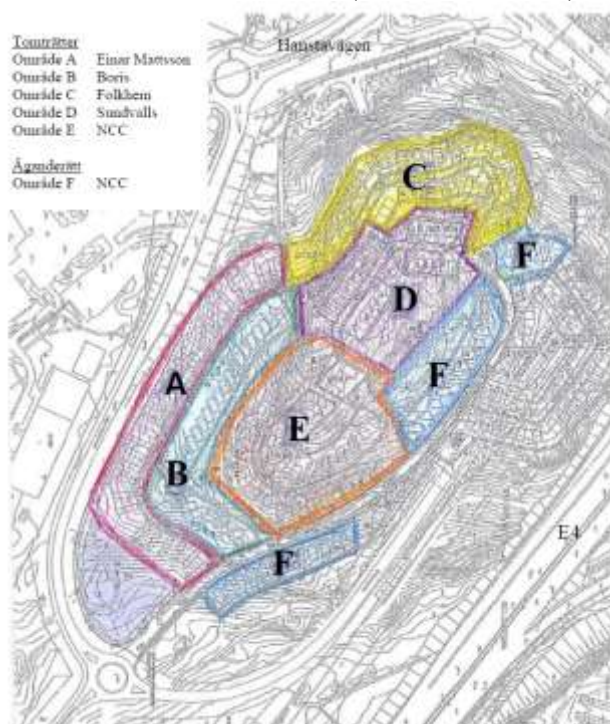 Tomträtter
Område A Einar Mattsson
Område B Boris
Område C Folkhem
Område D Sundvalls
Område E NCC
Äganderätt
Område F NCC
Hanstavägen
C
F
D
F
A
E
B
F
E4